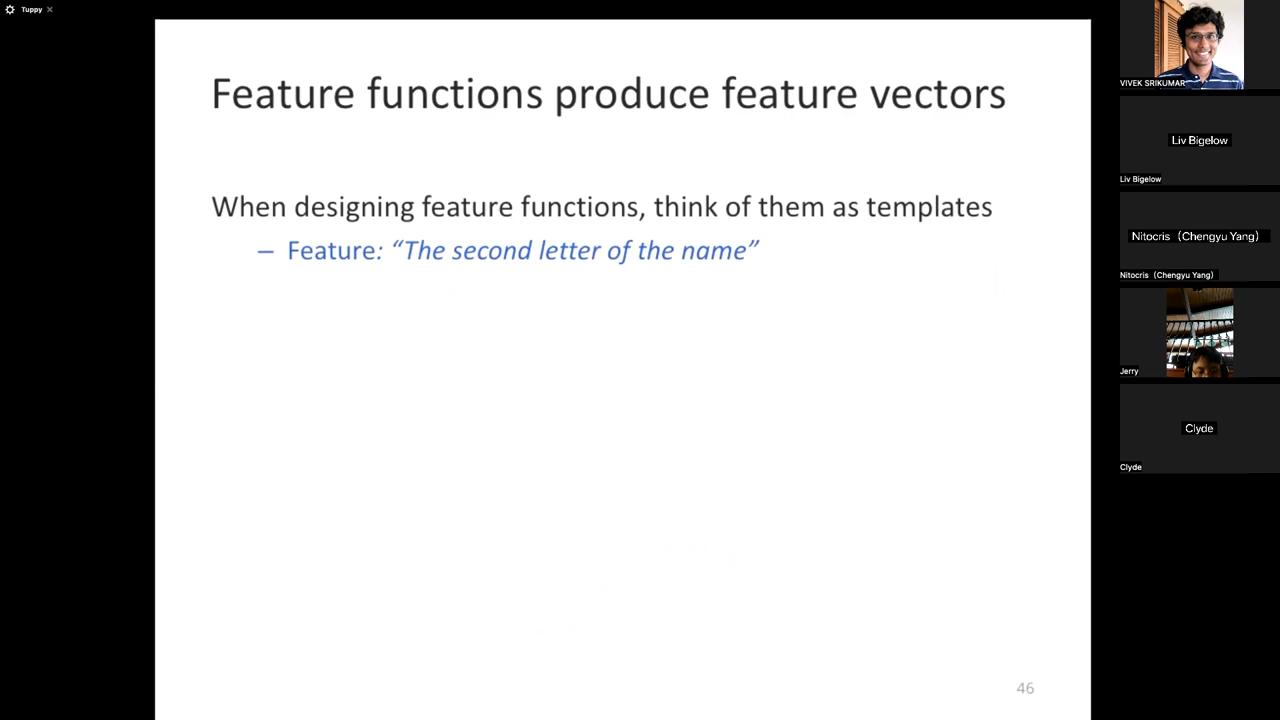 Tuppy
Feature functions produce feature vectors
When designing feature functions, think of them as templates
– Feature: “The second letter of the name”
46
VIVEK SRIKUMAR
Liv Bigelow
Liv Bigelow
Nitocris（Chengyu Yang）
Nitocris（Chengyu Yang）
Jerry
Clyde
Clyde